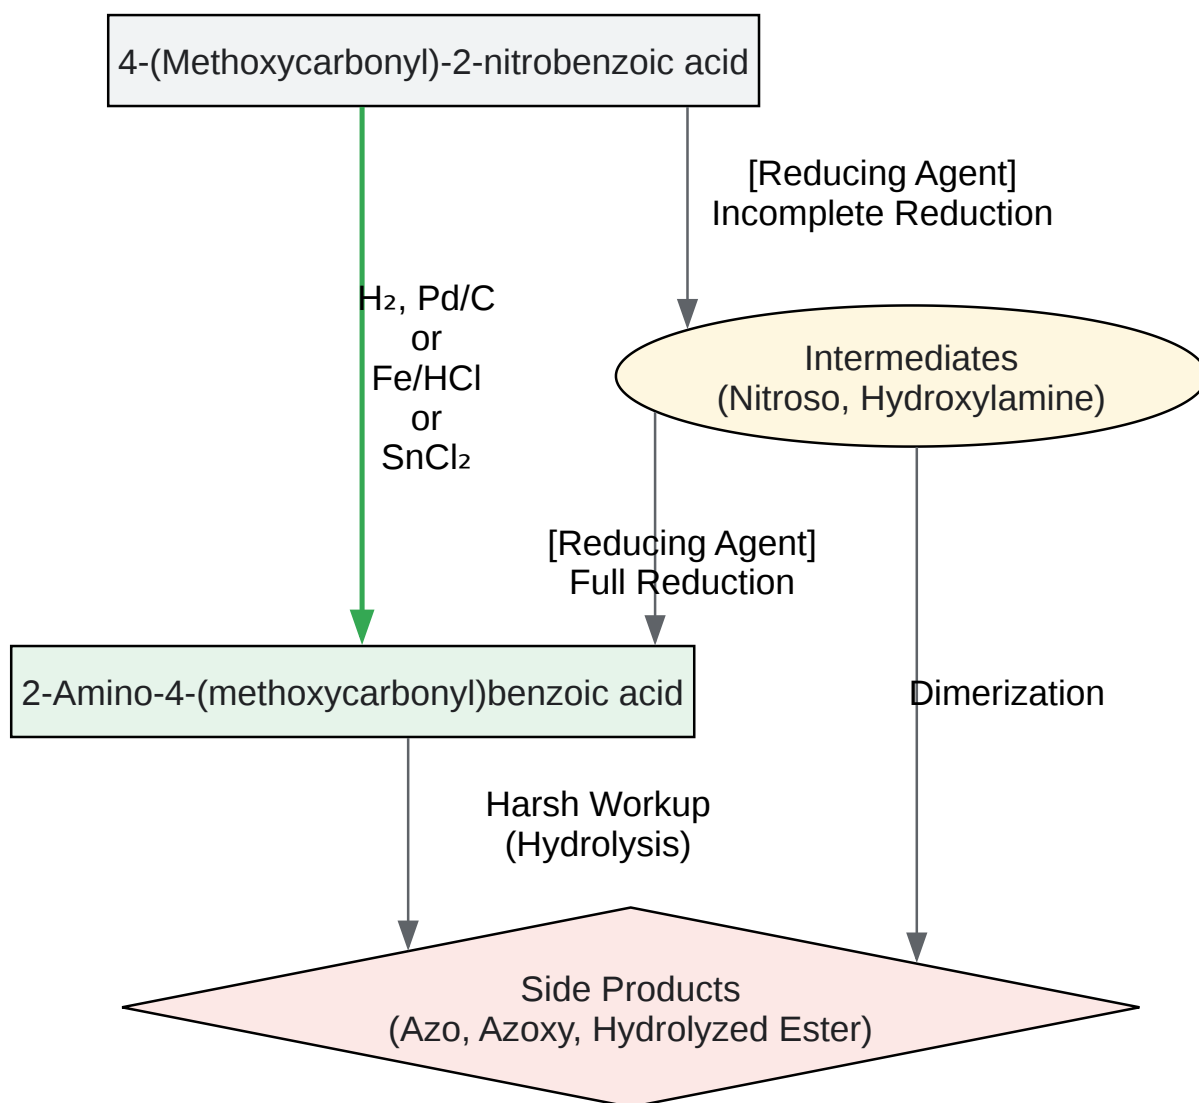 4-(Methoxycarbonyl)-2-nitrobenzoic acid
[Reducing Agent]
Incomplete Reduction
H₂, Pd/C
or
Fe/HCl
or
SnCl₂
Intermediates
(Nitroso, Hydroxylamine)
[Reducing Agent]
Full Reduction
2-Amino-4-(methoxycarbonyl)benzoic acid
Dimerization
Harsh Workup
(Hydrolysis)
Side Products
(Azo, Azoxy, Hydrolyzed Ester)